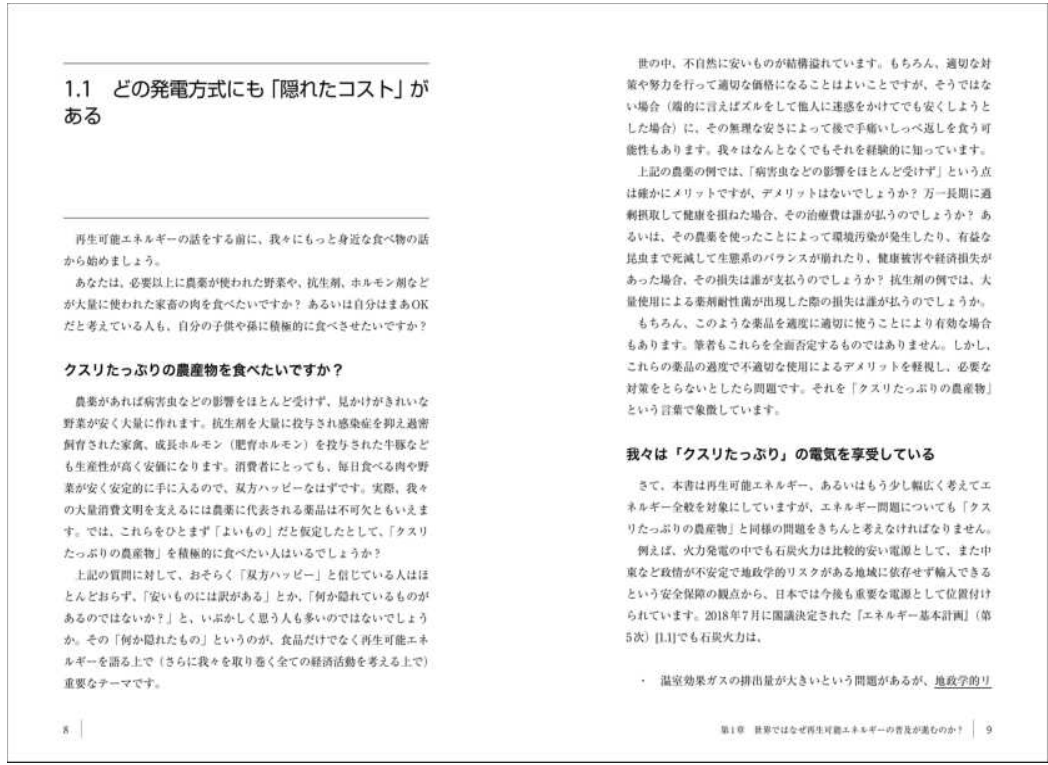 1.1　どの発電方式にも「隠れたコスト」が
ある
再生可能エネルギーの話をする前に、我々にもっと身近な食べ物の話
から始めましょう。
あなたは、必要以上に農薬が使われた野菜や、抗生剤、ホルモン剤など
が大量に使われた家畜の肉を食べたいですか？ あるいは自分はまあOK
だと考えている人も、自分の子供や孫に積極的に食べさせたいですか？
クスリたっぷりの農産物を食べたいですか？
農薬があれば病害虫などの影響をほとんど受けず、見かけがきれいな
野菜が安く大量に作れます。抗生剤を大量に投与され感染症を抑え過密
飼育された家禽、成長ホルモン（肥育ホルモン）を投与された牛豚など
も生産性が高く安価になります。消費者にとっても、毎日食べる肉や野
菜が安く安定的に手に入るので、双方ハッピーなはずです。実際、我々
の大量消費文明を支えるには農薬に代表される薬品は不可欠ともいえま
す。では、これらをひとまず「よいもの」だと仮定したとして、「クスリ
たっぷりの農産物」を積極的に食べたい人はいるでしょうか？
上記の質問に対して、おそらく「双方ハッピー」と信じている人はほ
とんどおらず、「安いものには訳がある」とか、「何か隠れているものが
あるのではないか？」と、いぶかしく思う人も多いのではないでしょう
か。その「何か隠れたもの」というのが、食品だけでなく再生可能エネ
ルギーを語る上で（さらに我々を取り巻く全ての経済活動を考える上で）
重要なテーマです。
8
世の中、不自然に安いものが結構溢れています。もちろん、適切な対
策や努力を行って適切な価格になることはよいことですが、そうではな
い場合（端的に言えばズルをして他人に迷惑をかけてでも安くしようと
した場合）に、その無理な安さによって後で手痛いしっぺ返しを食う可
能性もあります。我々はなんとなくでもそれを経験的に知っています。
上記の農薬の例では、「病害虫などの影響をほとんど受けず」という点
は確かにメリットですが、デメリットはないでしょうか？ 万一長期に過
剰摂取して健康を損ねた場合、その治療費は誰が払うのでしょうか？ あ
るいは、その農薬を使ったことによって環境汚染が発生したり、有益な
昆虫まで死滅して生態系のバランスが崩れたり、健康被害や経済損失が
あった場合、その損失は誰が支払うのでしょうか？ 抗生剤の例では、大
量使用による薬剤耐性菌が出現した際の損失は誰が払うのでしょうか。
もちろん、このような薬品を適度に適切に使うことにより有効な場合
もあります。筆者もこれらを全面否定するものではありません。しかし、
これらの薬品の過度で不適切な使用によるデメリットを軽視し、必要な
対策をとらないとしたら問題です。それを「クスリたっぷりの農産物」
という言葉で象徴しています。
我々は「クスリたっぷり」の電気を享受している
さて、本書は再生可能エネルギー、あるいはもう少し幅広く考えてエ
ネルギー全般を対象にしていますが、エネルギー問題についても「クス
リたっぷりの農産物」と同様の問題をきちんと考えなければなりません。
例えば、火力発電の中でも石炭火力は比較的安い電源として、また中
東など政情が不安定で地政学的リスクがある地域に依存せず輸入できる
という安全保障の観点から、日本では今後も重要な電源として位置付け
られています。2018年7月に閣議決定された『エネルギー基本計画』（第
5次）[1.1]でも石炭火力は、
・　温室効果ガスの排出量が大きいという問題があるが、地政学的リ
第1章　世界ではなぜ再生可能エネルギーの普及が進むのか？
9